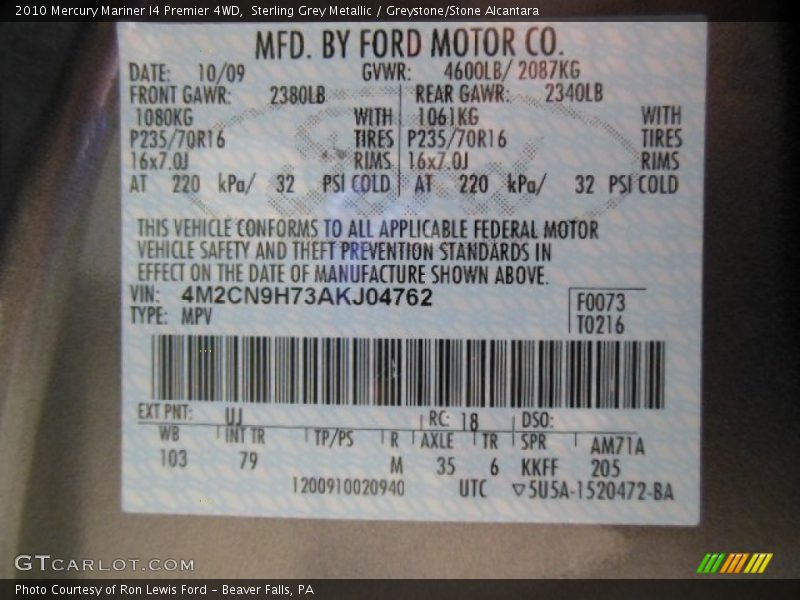 2010 Mercury Mariner I4 Premier 4WD,  Sterling Grey Metallic / Greystone/Stone Alcantara
MFD. BY FORD MOTOR CO.
DATE: 10/09 GVWR: 4600LB/ 2087KG
FRONT GAWR: 2380LB REAR GAWR: 2340LB
1080KG WITH 1061KG WITH
P235/70R16 TIRES P235/70R16 TIRES
16x7.0J RIMS 16x7.0J RIMS
AT 220 kPa/ 32 PSI COLD AT 220 kPa/ 32 PSI COLD
THIS VEHICLE CONFORMS TO ALL APPLICABLE FEDERAL MOTOR
VEHICLE SAFETY AND THEFT PREVENTION STANDARDS IN
EFFECT ON THE DATE OF MANUFACTURE SHOWN ABOVE.
VIN: 4M2CN9H73AKJ04762 F0073
TYPE: MPV T0216
EXT PNT: UJ RC: 18 DSO:
WB INT TR TP/PS R AXLE TR SPR AM71A
103 79 M 35 6 KKFF 205
1200910020940 UTC ▽5U5A-1520472-BA
GTCARLOT.COM
Photo Courtesy of Ron Lewis Ford - Beaver Falls, PA